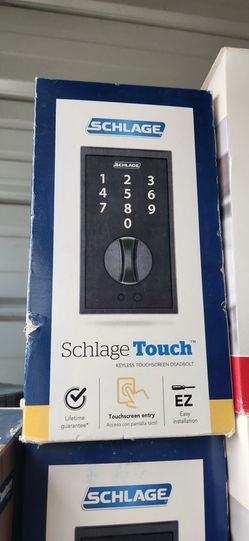 SCHLAGE
SCHLAGE
1 2 3
4 5 6
7 8 9
0
Schlage Touch™
KEYLESS TOUCHSCREEN DEADBOLT
EZ
Lifetime guarantee*
Touchscreen entry
Acceso con pantalla táctil
Easy installation
SCHLAGE